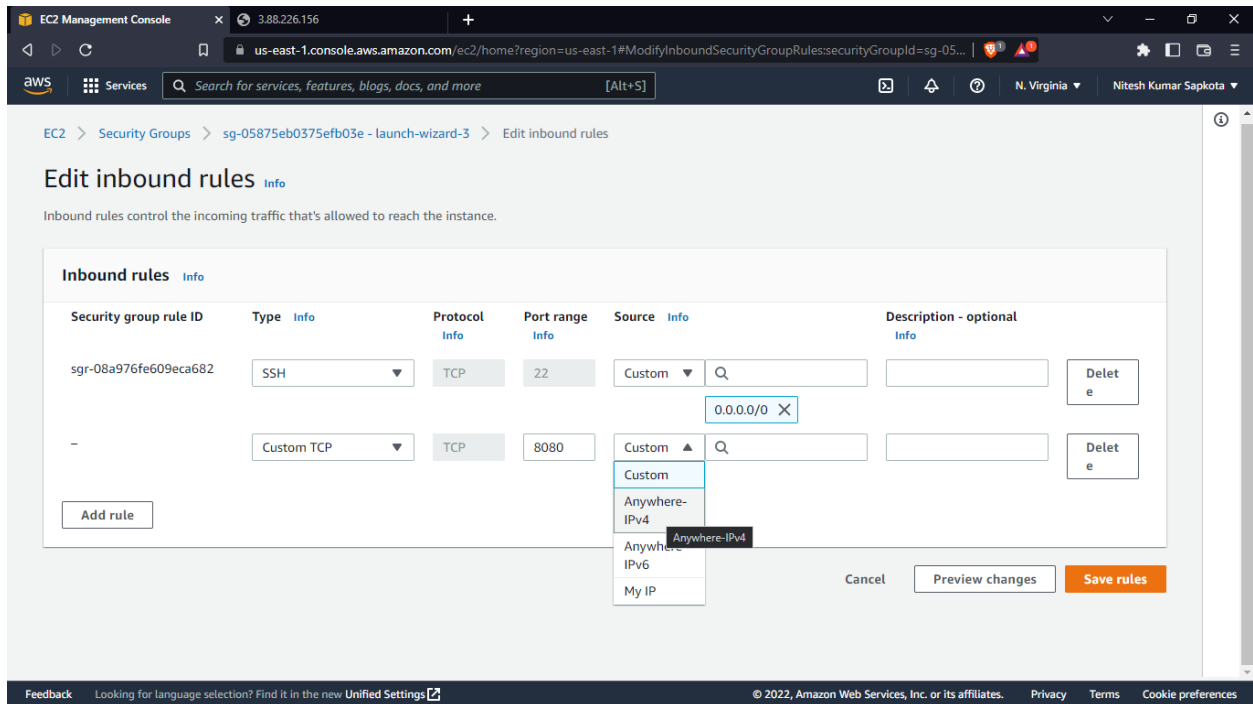 EC2 Management Console
3.88.226.156
us-east-1.console.aws.amazon.com/ec2/home?region=us-east-1#ModifyInboundSecurityGroupRules:securityGroupId=sg-05...
1
1
aws
Services
Search for services, features, blogs, docs, and more
[Alt+S]
N. Virginia
Nitesh Kumar Sapkota
EC2 > Security Groups > sg-05875eb0375efb03e - launch-wizard-3 > Edit inbound rules
Edit inbound rules Info
Inbound rules control the incoming traffic that's allowed to reach the instance.
Inbound rules Info
Security group rule ID Type Info Protocol Info Port range Info Source Info Description - optional Info
sgr-08a976fe609eca682 SSH TCP 22 Custom Delet
e
0.0.0.0/0
– Custom TCP TCP 8080 Custom Delet
e
Custom
Anywhere-
IPv4
Anywhere-IPv4
IPv6
My IP
Add rule
Cancel Preview changes Save rules
Feedback Looking for language selection? Find it in the new Unified Settings © 2022, Amazon Web Services, Inc. or its affiliates. Privacy Terms Cookie preferences